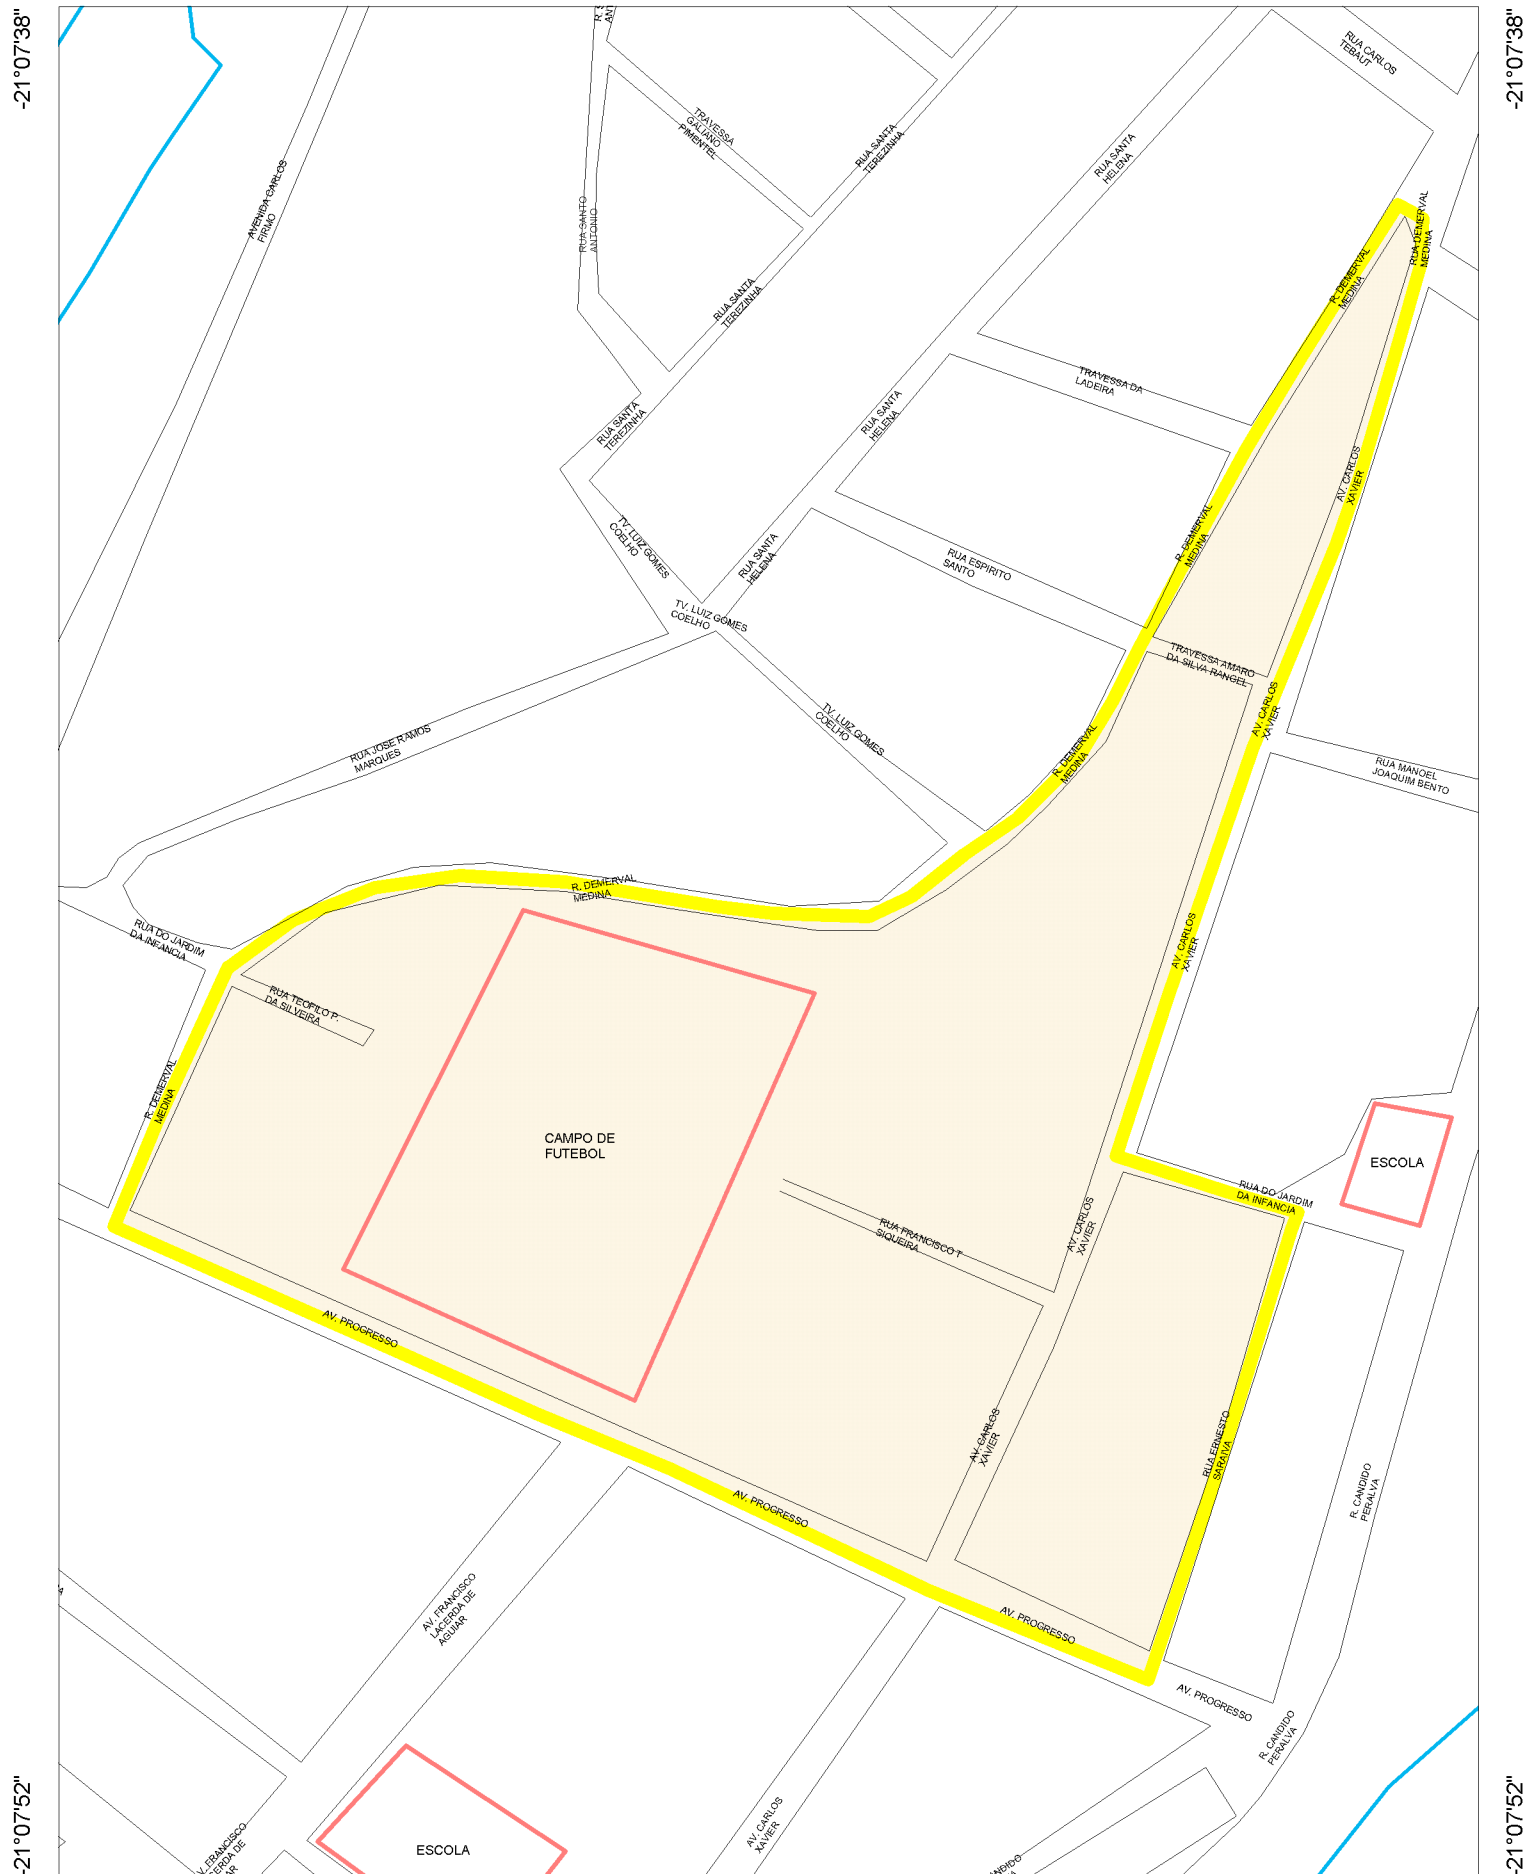 -21°07'38"
-21°07'38"
RUA CARLOS
TEBAUT
TRAVESSA
GALIANO
PIMENTEL
RUA SANTA
TEREZINHA
RUA SANTA
HELENA
AVENIDA CARLOS
FIRMO
RUA SANTO
ANTONIO
RUA DEMERVAL
MEDINA
R. DEMERVAL
MEDINA
RUA SANTA
TEREZINHA
TRAVESSA DA
LADEIRA
RUA SANTA
HELENA
RUA SANTA
TEREZINHA
AV. CARLOS
XAVIER
TV. LUIZ GOMES
COELHO
RUA SANTA
HELENA
RUA ESPIRITO
SANTO
R. DEMERVAL
MEDINA
TV. LUIZ GOMES
COELHO
TRAVESSA AMARO
DA SILVA RANGEL
AV. CARLOS
XAVIER
TV. LUIZ GOMES
COELHO
RUA JOSE RAMOS
MARQUES
R. DEMERVAL
MEDINA
RUA MANOEL
JOAQUIM BENTO
R. DEMERVAL
MEDINA
RUA DO JARDIM
DA INFANCIA
AV. CARLOS
XAVIER
RUA TEOFILO P.
DA SILVEIRA
R. DEMERVAL
MEDINA
CAMPO DE
FUTEBOL
ESCOLA
RUA DO JARDIM
DA INFANCIA
RUA FRANCISCO T
SIQUEIRA
AV. CARLOS
XAVIER
AV. PROGRESSO
AV. CARLOS
XAVIER
RUA ERNESTO
SARAIVA
R. CANDIDO
PERALVA
AV. PROGRESSO
AV. FRANCISCO
LACERDA DE
AGUIAR
AV. PROGRESSO
AV. PROGRESSO
R. CANDIDO
PERALVA
AV. CARLOS
XAVIER
ESCOLA
-21°07'52"
-21°07'52"